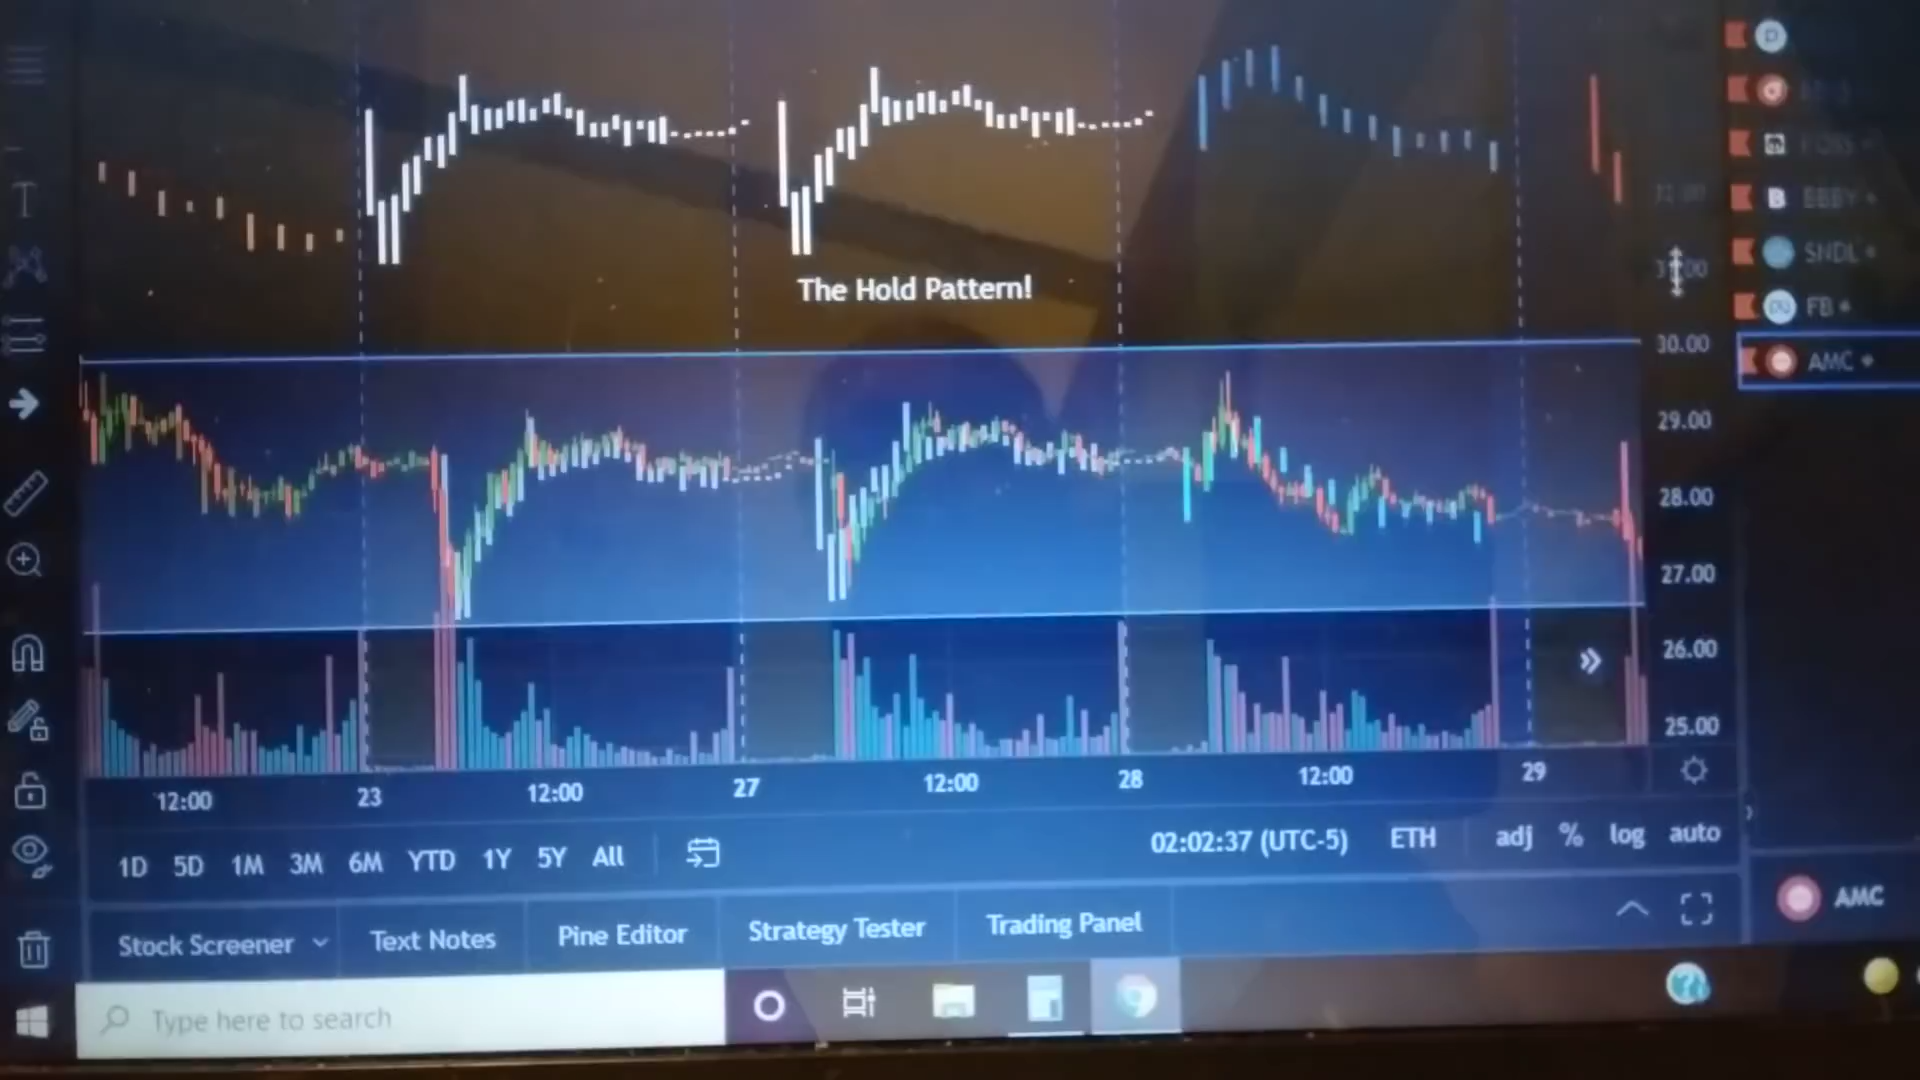 The Hold Pattern!
BBBY
SNDL
FB
AMC
31.00
30.00
29.00
28.00
27.00
26.00
25.00
12:00 23 12:00 27 12:00 28 12:00 29
1D 5D 1M 3M 6M YTD 1Y 5Y All
02:02:37 (UTC-5) ETH adj % log auto
AMC
Stock Screener Text Notes Pine Editor Strategy Tester Trading Panel
Type here to search